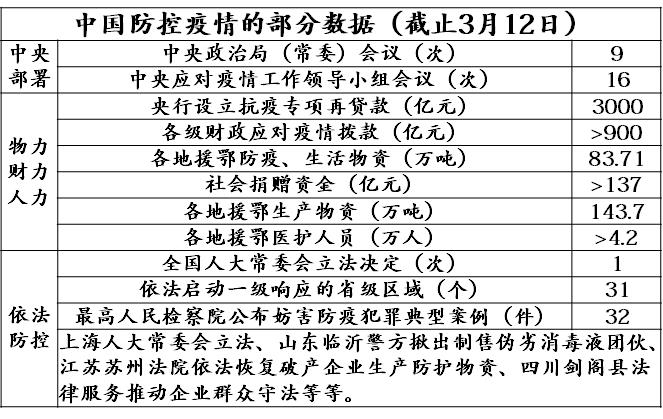 中国防控疫情的部分数据（截止3月12日）
中央部署
中央政治局（常委）会议（次） 9
中央应对疫情工作领导小组会议（次） 16
物力财力人力
央行设立抗疫专项再贷款（亿元） 3000
各级财政应对疫情拨款（亿元） >900
各地援鄂防疫、生活物资（万吨） 83.71
社会捐赠资金（亿元） >137
各地援鄂生产物资（万吨） 143.7
各地援鄂医护人员（万人） >4.2
依法防控
全国人大常委会立法决定（次） 1
依法启动一级响应的省级区域（个） 31
最高人民检察院公布妨害防疫犯罪典型案例（件） 32
上海人大常委会立法、山东临沂警方揪出制售伪劣消毒液团伙、
江苏苏州法院依法恢复破产企业生产防护物资、四川剑阁县法
律服务推动企业群众守法等等。